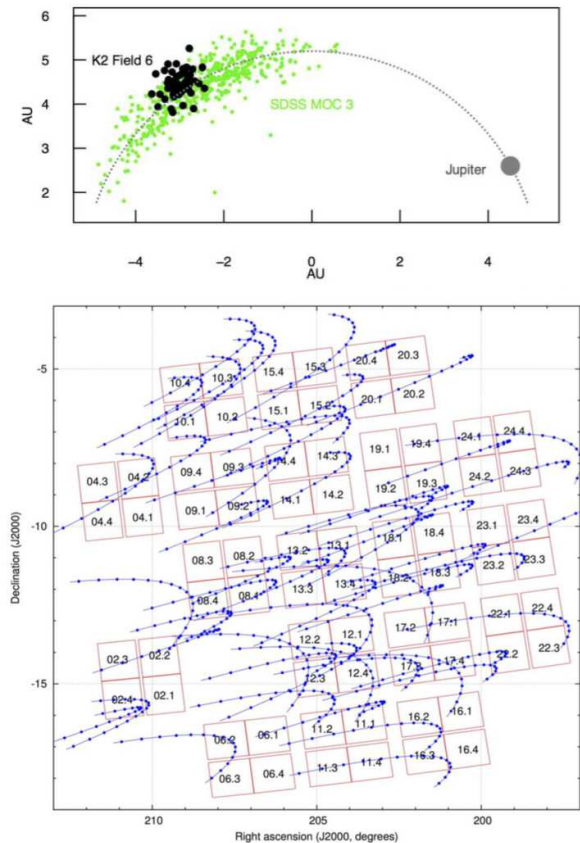 6
K2 Field 6
5
AU
4
SDSS MOC 3
3
Jupiter
2
−4 −2 0 2 4
AU
-5
10.4 10.3 15.4 15.3 20.4 20.3
10.1 10.2 15.1 15.2 20.1 20.2
04.3 04.2 09.4 09.3 14.4 14.3 19.1 19.4 24.1 24.4
04.4 04.1 09.1 09.2 14.1 14.2 19.2 19.3 24.2 24.3
-10
08.3 08.2 13.2 13.1 18.1 18.4 23.1 23.4
08.4 08.1 13.3 13.4 18.2 18.3 23.2 23.3
02.3 02.2 12.2 12.1 17.2 17.1 22.1 22.4
02.4 02.1 12.3 12.4 17.3 17.4 22.2 22.3
-15
06.2 06.1 11.2 11.1 16.2 16.1
06.3 06.4 11.3 11.4 16.3 16.4
Declination (J2000)
210 205 200
Right ascension (J2000, degrees)